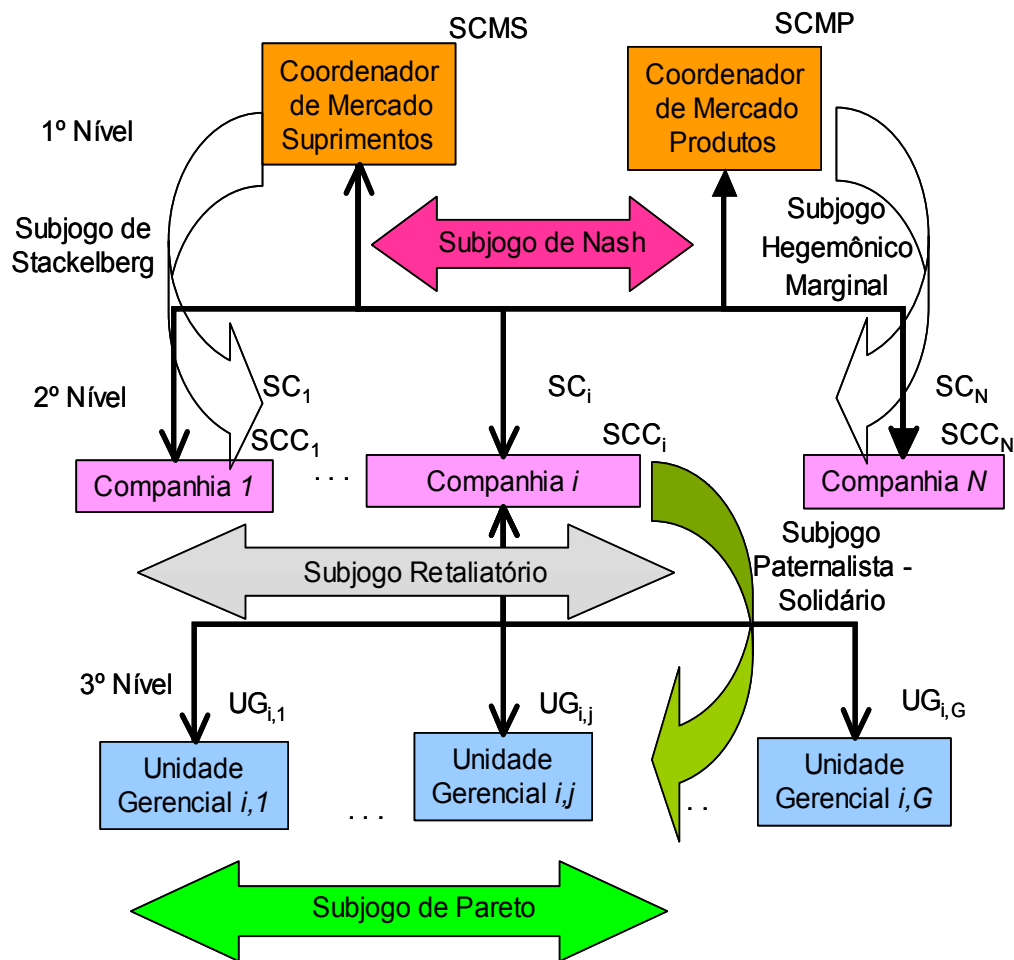 SCMS
SCMP
Coordenador
de Mercado
Suprimentos
Coordenador
de Mercado
Produtos
1º Nível
Subjogo de
Stackelberg
Subjogo de Nash
Subjogo
Hegemônico
Marginal
2º Nível
SC1
SCC1
SCi
SCCi
SCN
SCCN
Companhia 1
. . .
Companhia i
Companhia N
Subjogo Retaliatório
Subjogo
Paternalista -
Solidário
3º Nível
UGi,1
UGi,j
UGi,G
Unidade
Gerencial i,1
. . .
Unidade
Gerencial i,j
. .
Unidade
Gerencial i,G
Subjogo de Pareto